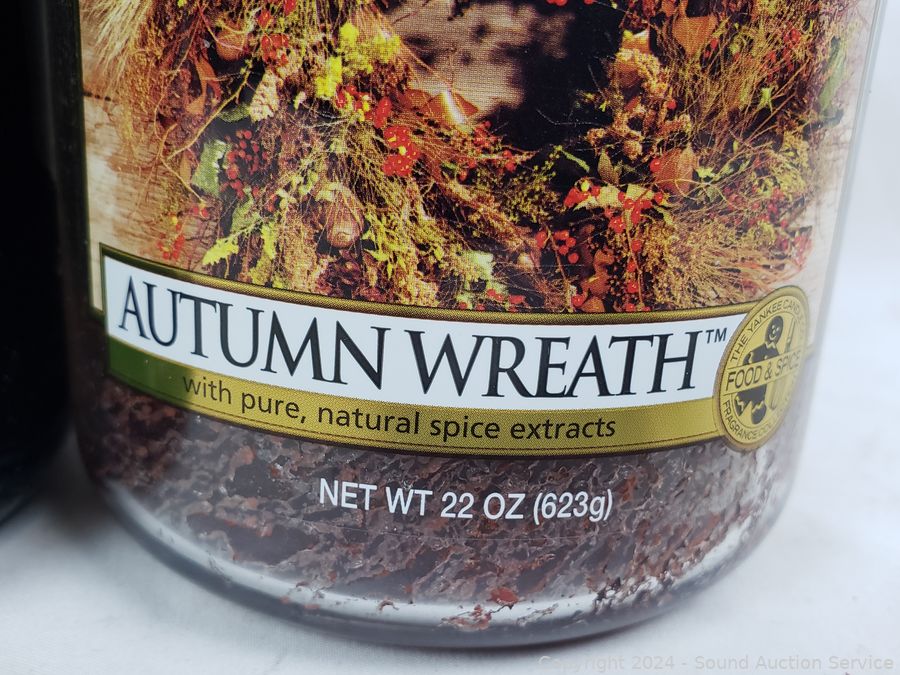 AUTUMN WREATH™
with pure, natural spice extracts
THE YANKEE CANDLE
FOOD & SPICE
FRAGRANCE
NET WT 22 OZ (623g)
Copyright 2024 - Sound Auction Service